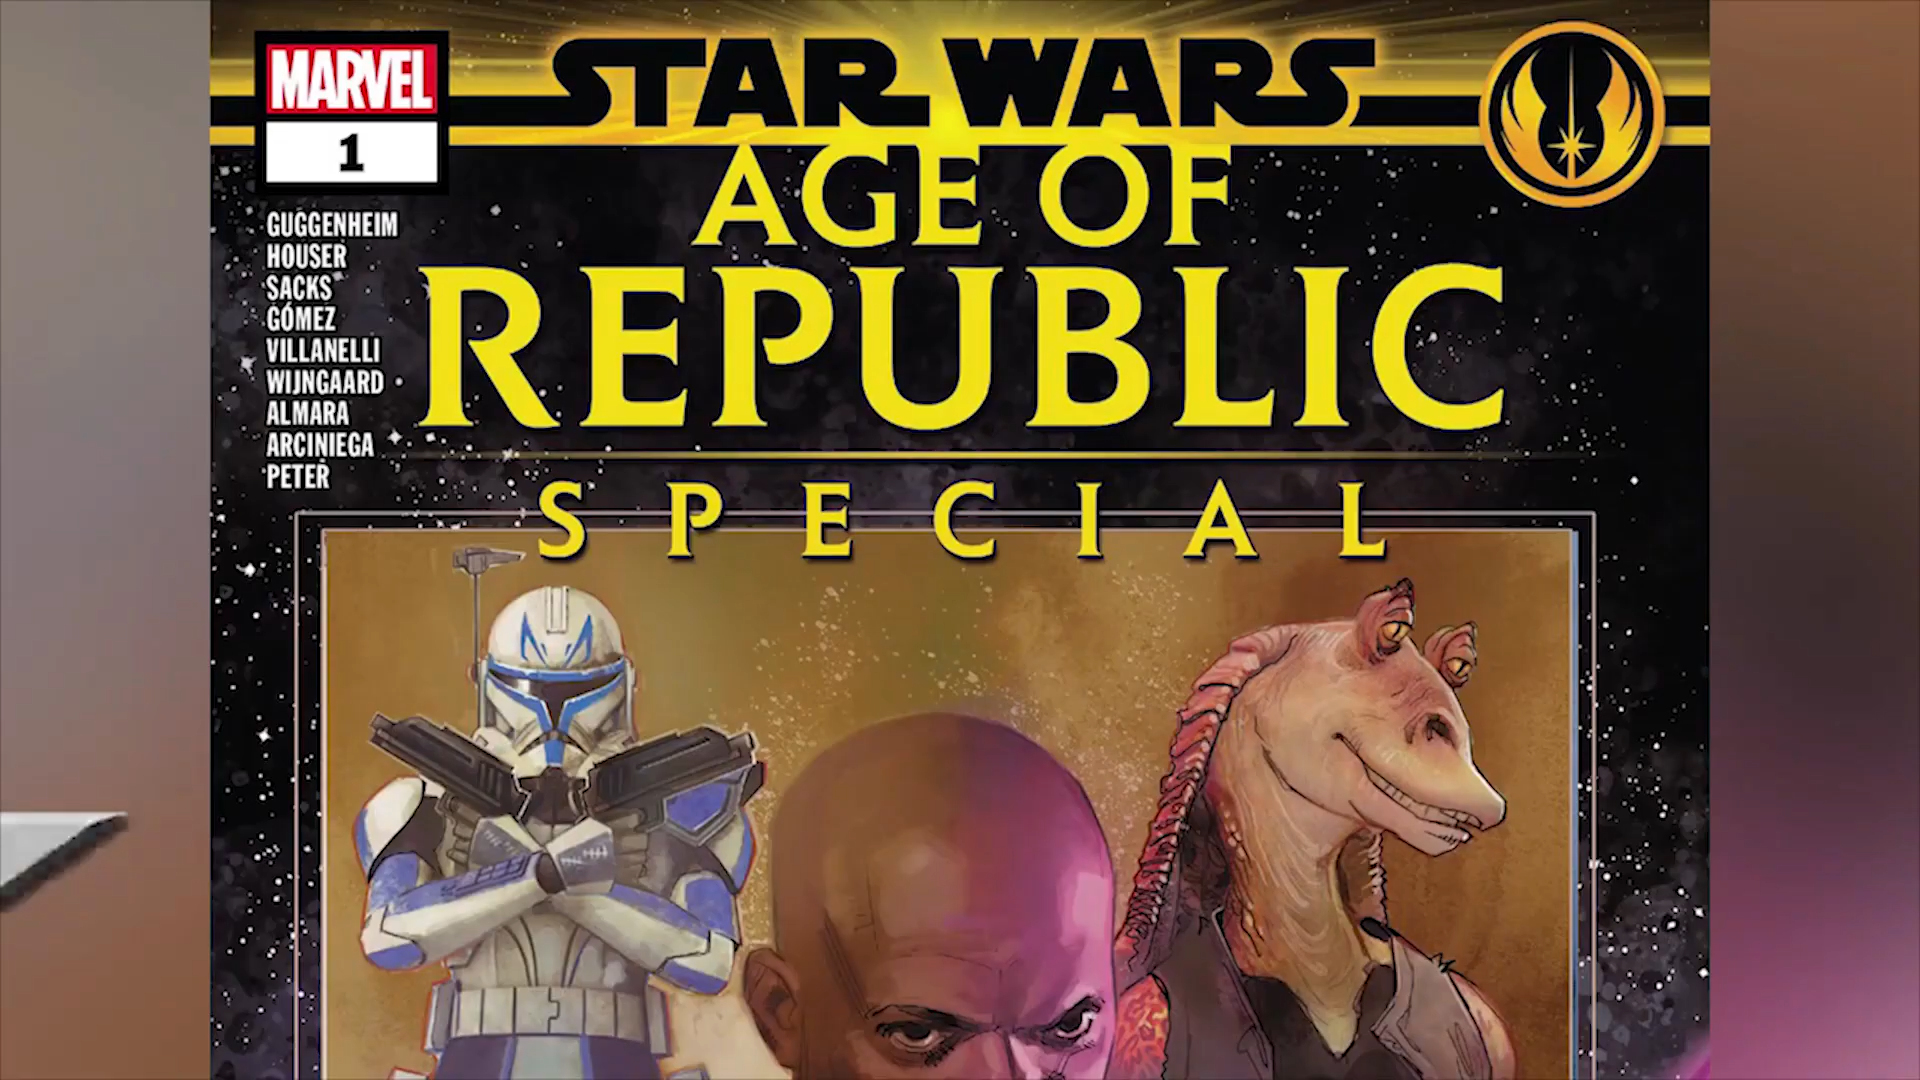 MARVEL
1
STAR WARS
AGE OF
REPUBLIC
SPECIAL
GUGGENHEIM
HOUSER
SACKS
GÓMEZ
VILLANELLI
WIJNGAARD
ALMARA
ARCINIEGA
PETER